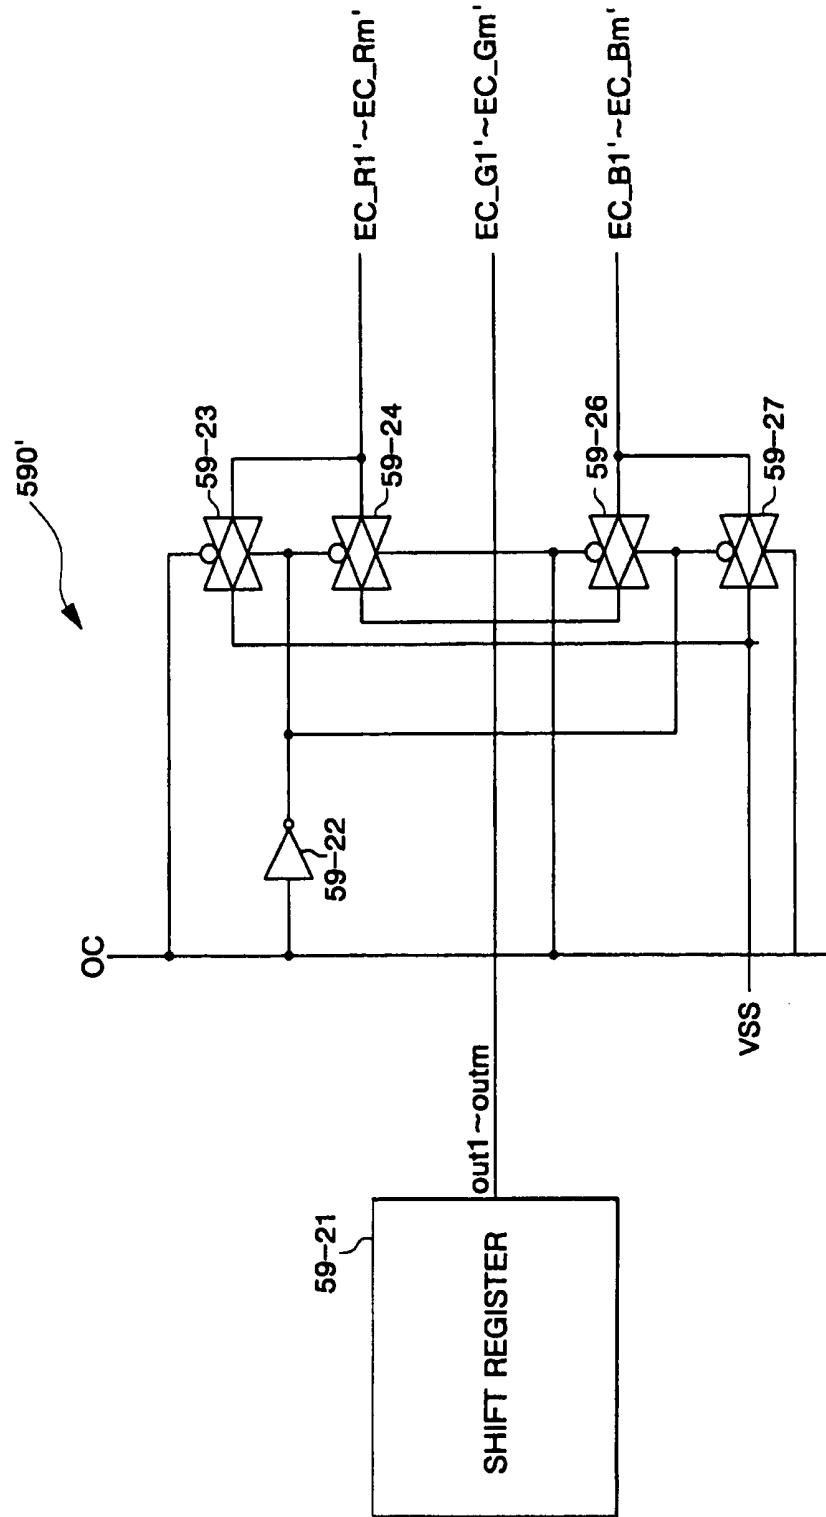 590'
OC
59-21
SHIFT REGISTER
out1~outm
59-22
VSS
59-23
59-24
59-26
59-27
EC_R1'~EC_Rm'
EC_G1'~EC_Gm'
EC_B1'~EC_Bm'